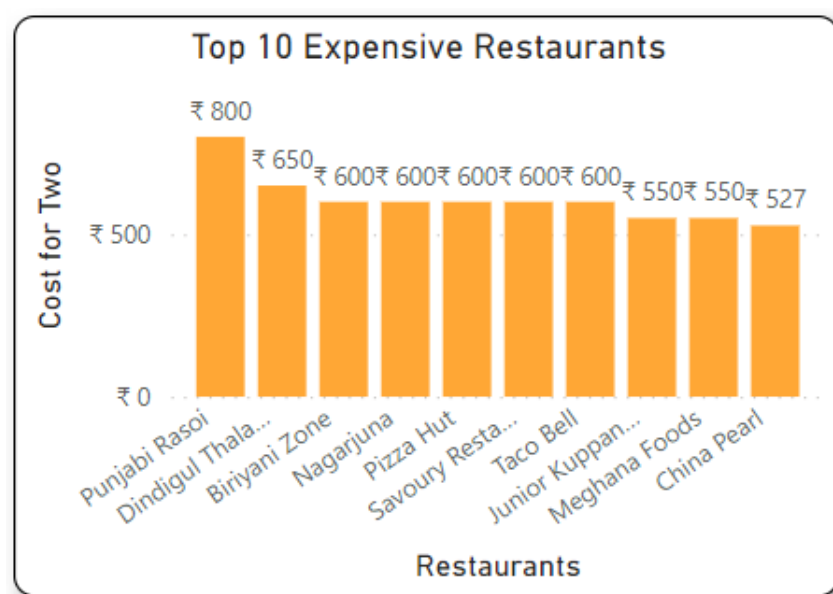 Top 10 Expensive Restaurants
₹ 800
₹ 650
₹ 600
₹ 600
₹ 600
₹ 600
₹ 600
₹ 550
₹ 550
₹ 527
Cost for Two
₹ 500
₹ 0
Punjabi Rasoi
Dindigul Thala...
Biriyani Zone
Nagarjuna
Pizza Hut
Savoury Resta...
Taco Bell
Junior Kuppan...
Meghana Foods
China Pearl
Restaurants